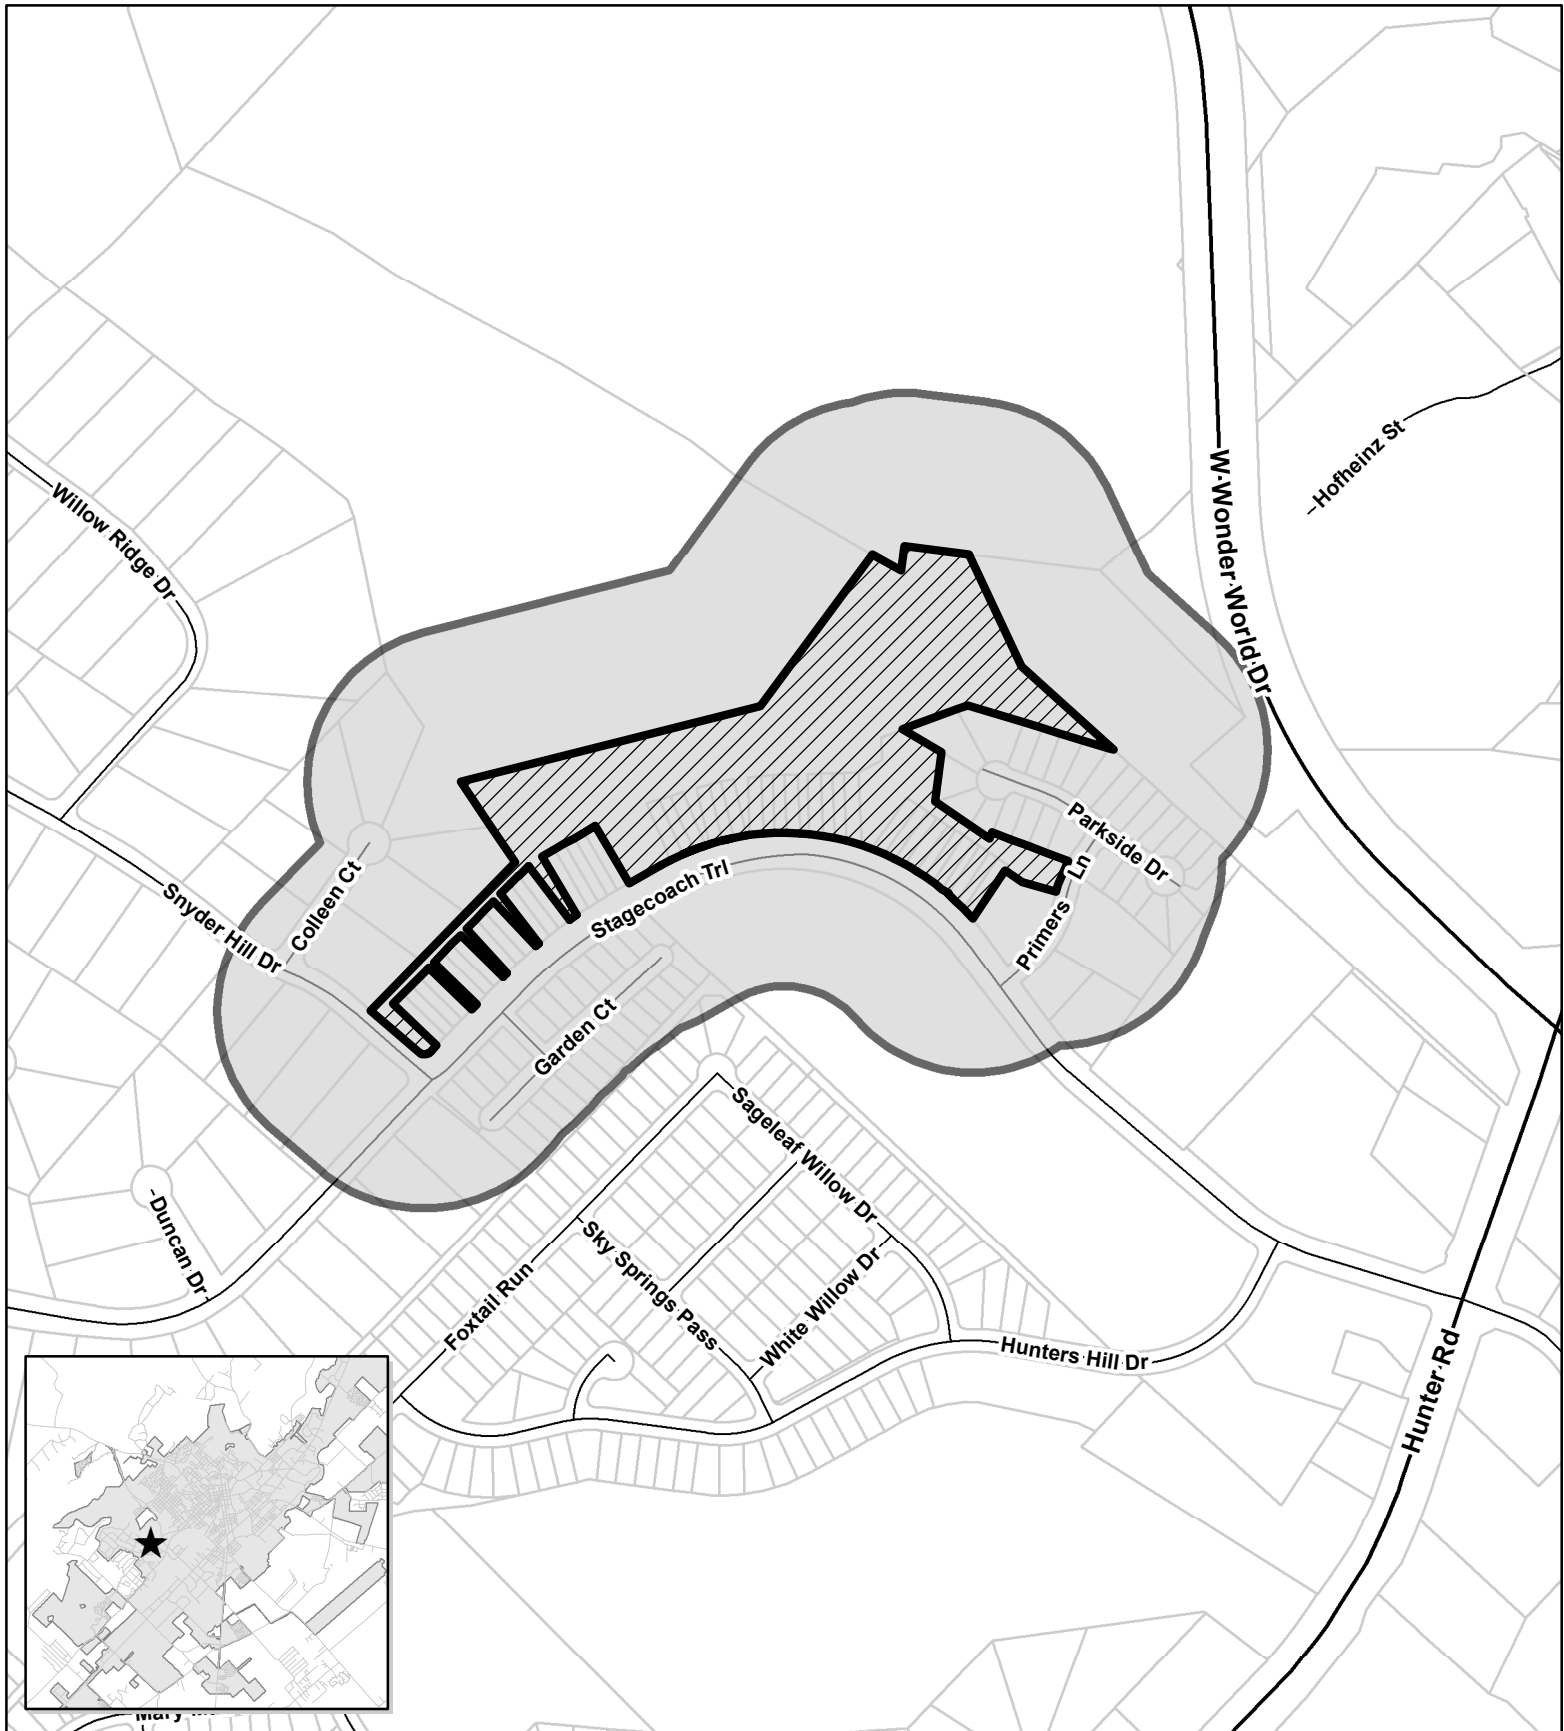 Hofheinz St
W Wonder World Dr
Willow Ridge Dr
Parkside Dr
Primers Ln
Colleen Ct
Snyder Hill Dr
Stagecoach Trl
Garden Ct
Sageleaf Willow Dr
Duncan Dr
Sky Springs Pass
Foxtail Run
White Willow Dr
Hunters Hill Dr
Hunter Rd